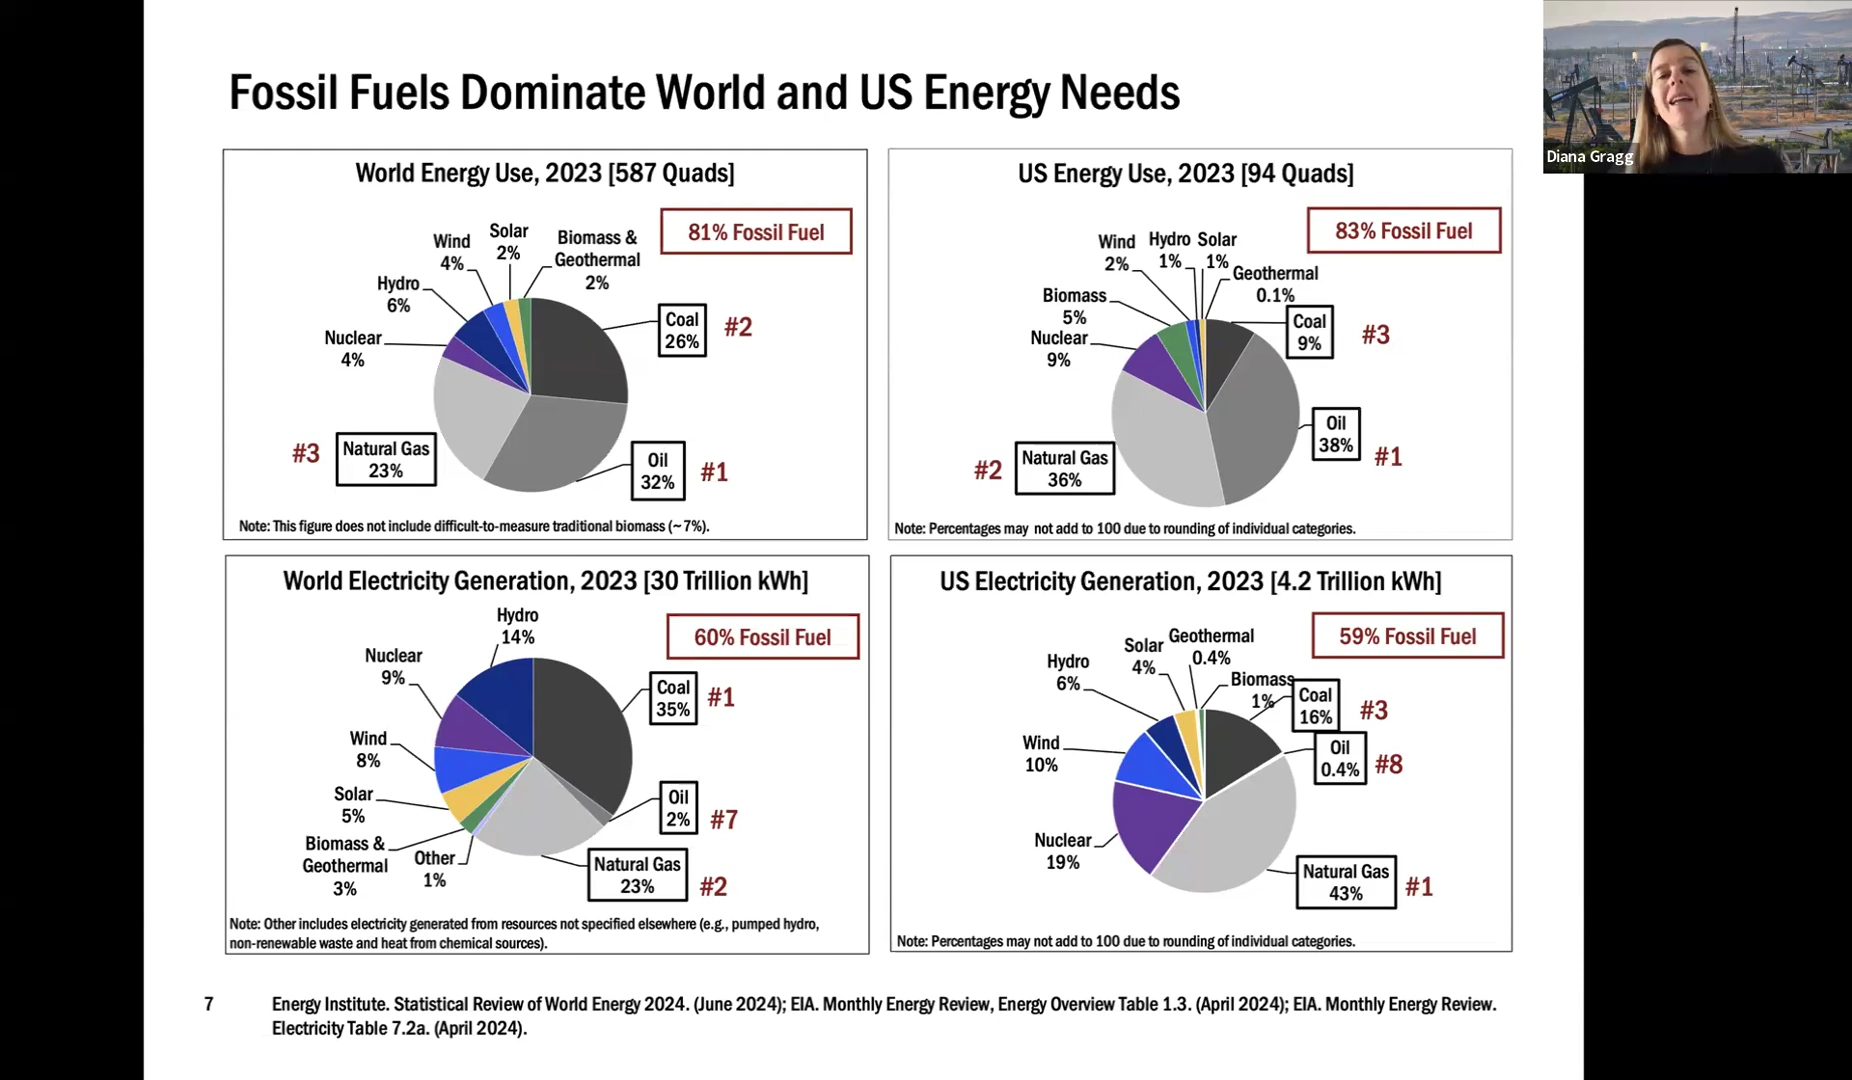 Fossil Fuels Dominate World and US Energy Needs
Diana Gragg
World Energy Use, 2023 [587 Quads]
81% Fossil Fuel
Solar
2%
Wind
4%
Biomass &
Geothermal
2%
Hydro
6%
Nuclear
4%
Coal
26%
#2
#3
Natural Gas
23%
Oil
32%
#1
Note: This figure does not include difficult-to-measure traditional biomass (~7%).
US Energy Use, 2023 [94 Quads]
83% Fossil Fuel
Wind
2%
Hydro
1%
Solar
1%
Geothermal
0.1%
Biomass
5%
Nuclear
9%
Coal
9%
#3
Oil
38%
#1
#2
Natural Gas
36%
Note: Percentages may not add to 100 due to rounding of individual categories.
World Electricity Generation, 2023 [30 Trillion kWh]
60% Fossil Fuel
Hydro
14%
Nuclear
9%
Coal
35%
#1
Wind
8%
Solar
5%
Oil
2%
#7
Biomass &
Geothermal
3%
Other
1%
Natural Gas
23%
#2
Note: Other includes electricity generated from resources not specified elsewhere (e.g., pumped hydro,
non-renewable waste and heat from chemical sources).
US Electricity Generation, 2023 [4.2 Trillion kWh]
59% Fossil Fuel
Geothermal
0.4%
Solar
4%
Hydro
6%
Biomass
1%
Coal
16%
#3
Oil
0.4%
#8
Wind
10%
Nuclear
19%
Natural Gas
43%
#1
Note: Percentages may not add to 100 due to rounding of individual categories.
7
Energy Institute. Statistical Review of World Energy 2024. (June 2024); EIA. Monthly Energy Review, Energy Overview Table 1.3. (April 2024); EIA. Monthly Energy Review.
Electricity Table 7.2a. (April 2024).